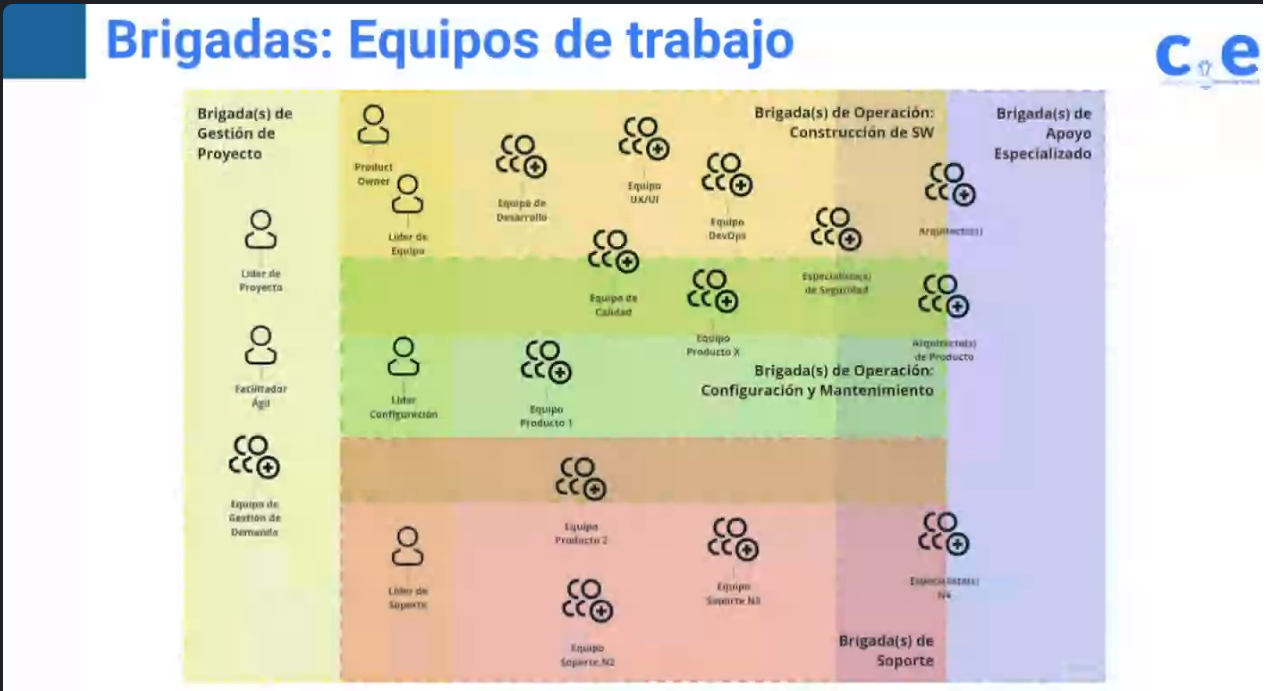 Brigadas: Equipos de trabajo
c e
Brigada(s) de
Gestión de
Proyecto
Líder de
Proyecto
Facilitador
Ágil
Equipo de
Gestión de
Demanda
Product
Owner
Líder de
Equipo
Equipo de
Desarrollo
Equipo
UX/UI
Equipo
DevOps
Brigada(s) de Operación:
Construcción de SW
Brigada(s) de
Apoyo
Especializado
Arquitecto(s)
Especialista(s)
de Seguridad
Equipo de
Calidad
Equipo
Producto X
Arquitecto(s)
de Producto
Líder
Configuración
Equipo
Producto 1
Brigada(s) de Operación:
Configuración y Mantenimiento
Equipo
Producto 2
Líder de
Soporte
Equipo
Soporte N3
Especialista(s)
N4
Equipo
Soporte N2
Brigada(s) de
Soporte